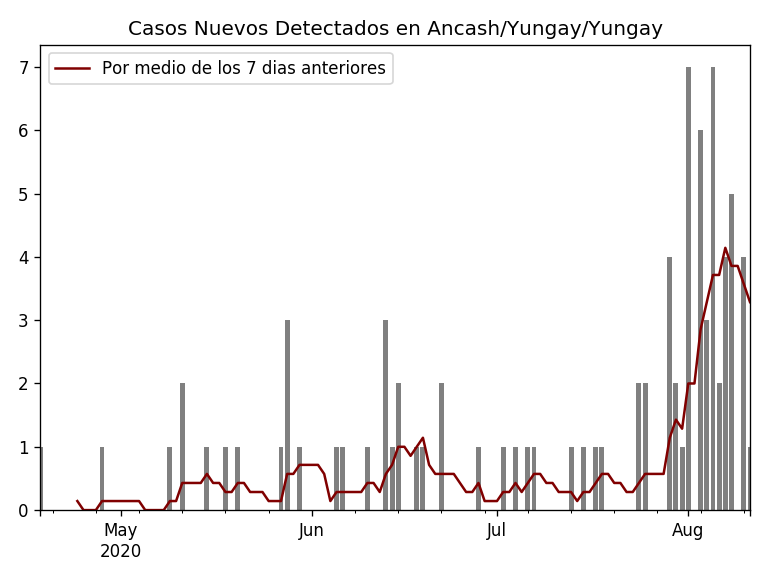 Casos Nuevos Detectados en Ancash/Yungay/Yungay
Por medio de los 7 dias anteriores
7
6
5
4
3
2
1
0
May
2020
Jun
Jul
Aug